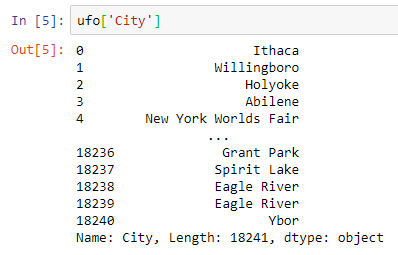 In [5]: ufo['City']
Out[5]: 0 Ithaca
1 Willingboro
2 Holyoke
3 Abilene
4 New York Worlds Fair
...
18236 Grant Park
18237 Spirit Lake
18238 Eagle River
18239 Eagle River
18240 Ybor
Name: City, Length: 18241, dtype: object